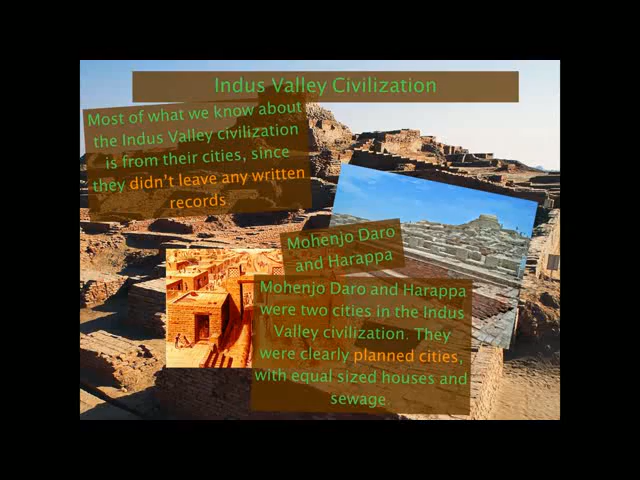 Indus Valley Civilization
Most of what we know about
the Indus Valley civilization
is from their cities, since
they didn't leave any written
records
Mohenjo Daro
and Harappa
Mohenjo Daro and Harappa
were two cities in the Indus
Valley civilization. They
were clearly planned cities,
with equal sized houses and
sewage.